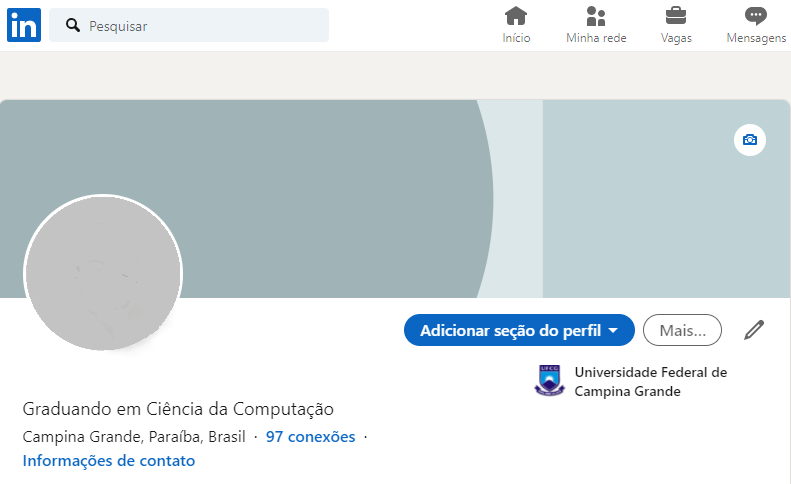 in
Pesquisar
Início
Minha rede
Vagas
Mensagens
Adicionar seção do perfil
Mais...
UFCG
Universidade Federal de
Campina Grande
Graduando em Ciência da Computação
Campina Grande, Paraíba, Brasil · 97 conexões ·
Informações de contato